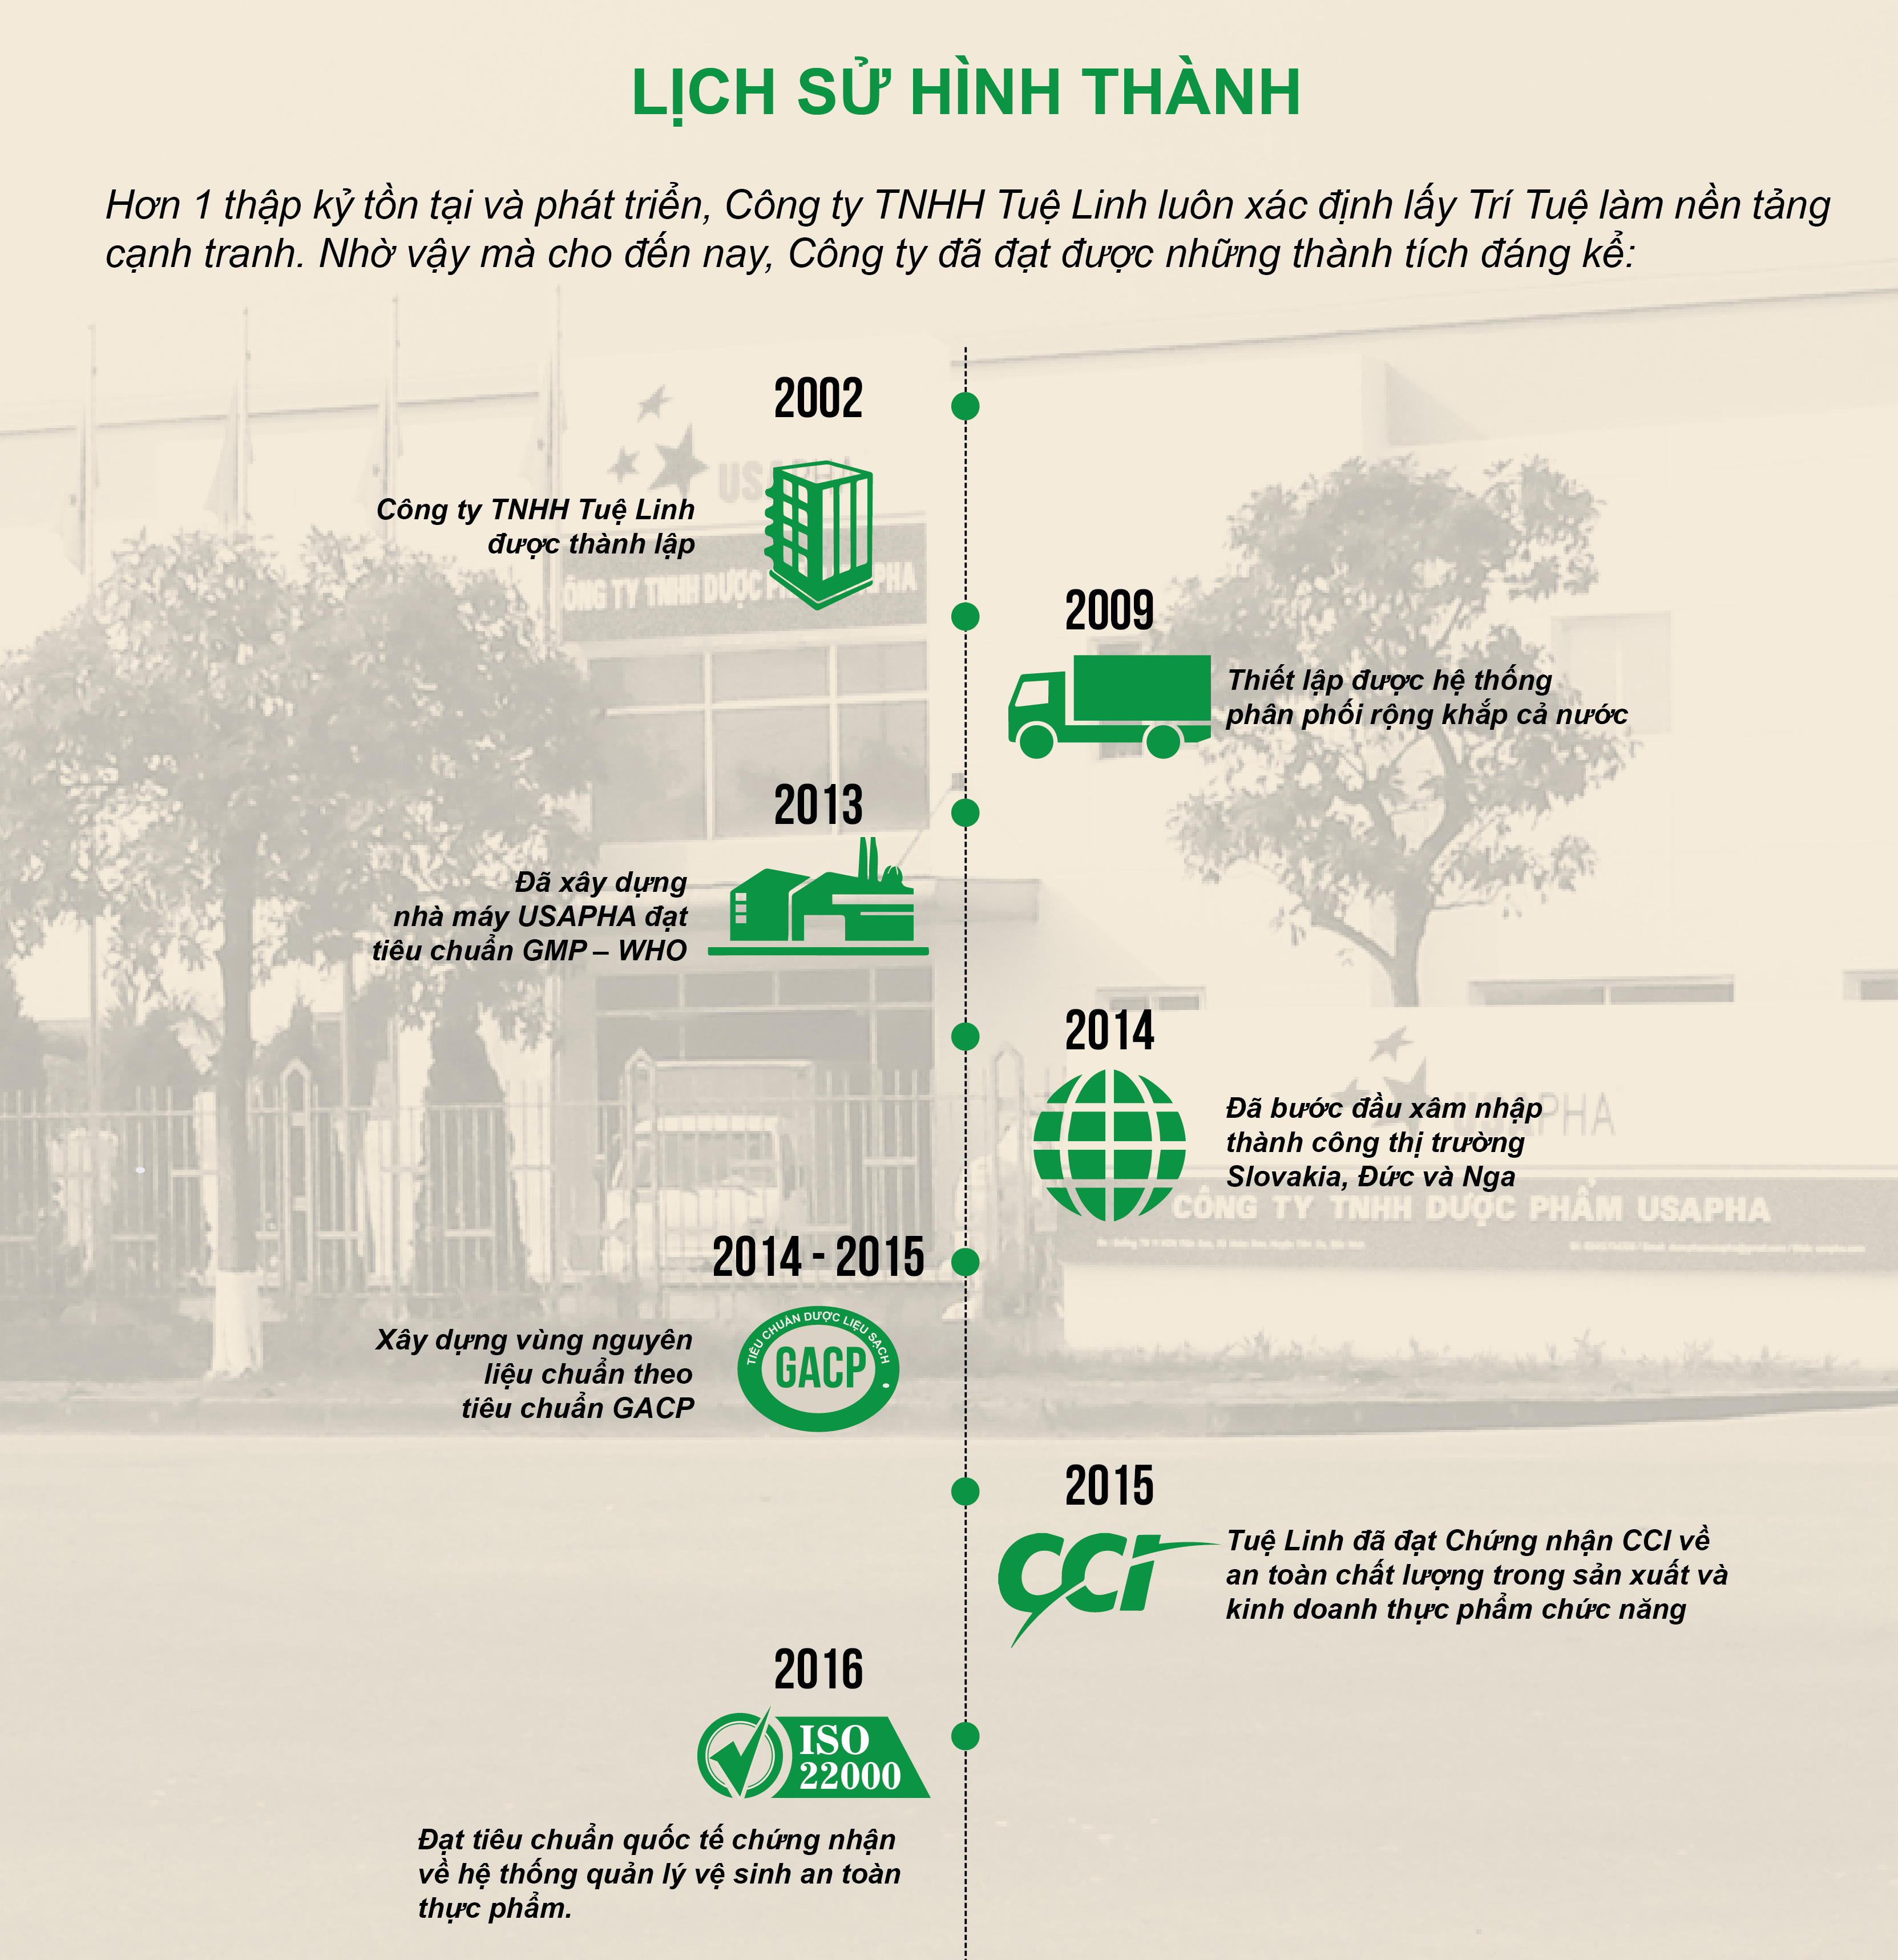 LỊCH SỬ HÌNH THÀNH
Hơn 1 thập kỷ tồn tại và phát triển, Công ty TNHH Tuệ Linh luôn xác định lấy Trí Tuệ làm nền tảng
cạnh tranh. Nhờ vậy mà cho đến nay, Công ty đã đạt được những thành tích đáng kể:
2002
USAPHA
Công ty TNHH Tuệ Linh
được thành lập
CÔNG TY TNHH DƯỢC PHẨM USAPHA
2009
Thiết lập được hệ thống
phân phối rộng khắp cả nước
2013
Đã xây dựng
nhà máy USAPHA đạt
tiêu chuẩn GMP – WHO
2014
Đã bước đầu xâm nhập
thành công thị trường
Slovakia, Đức và Nga
USAPHA
CÔNG TY TNHH DƯỢC PHẨM USAPHA
2014 - 2015
TIÊU CHUẨN DƯỢC LIỆU SẠCH
GACP
Xây dựng vùng nguyên
liệu chuẩn theo
tiêu chuẩn GACP
2015
CCI
Tuệ Linh đã đạt Chứng nhận CCI về
an toàn chất lượng trong sản xuất và
kinh doanh thực phẩm chức năng
2016
ISO
22000
Đạt tiêu chuẩn quốc tế chứng nhận
về hệ thống quản lý vệ sinh an toàn
thực phẩm.